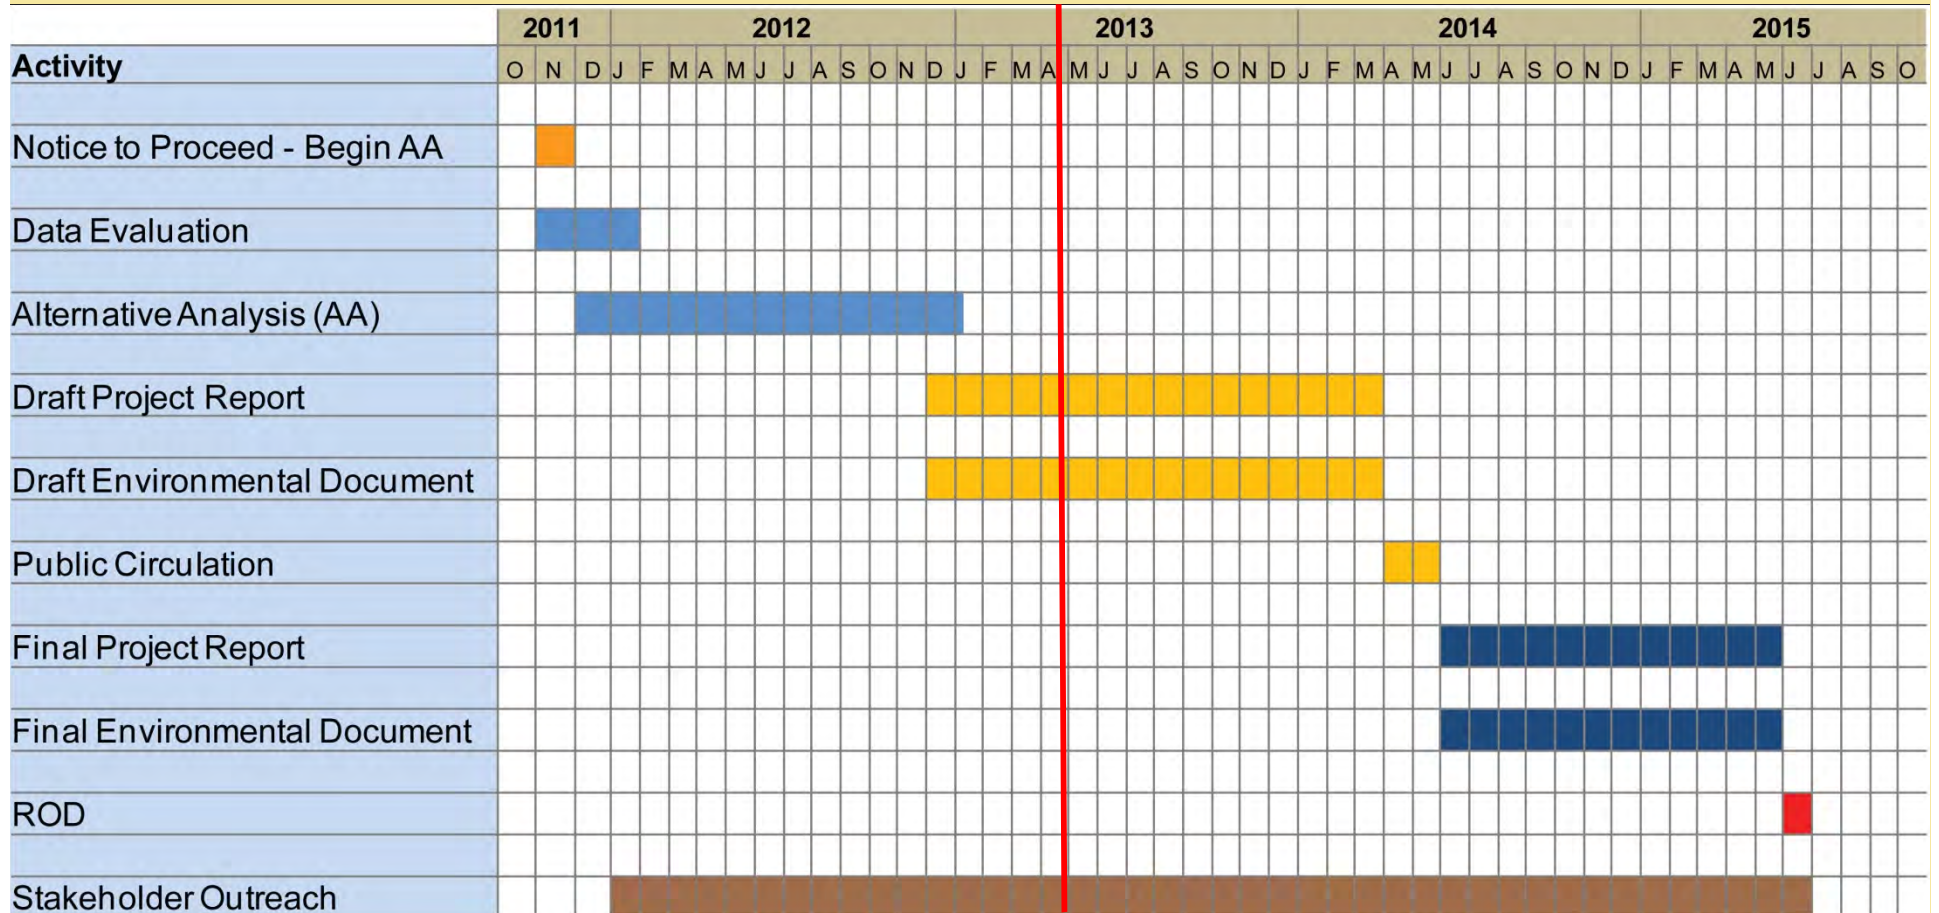 2011 2012 2013 2014 2015
Activity O N D J F M A M J J A S O N D J F M A M J J A S O N D J F M A M J J A S O N D J F M A M J J A S O
Notice to Proceed - Begin AA
Data Evaluation
Alternative Analysis (AA)
Draft Project Report
Draft Environmental Document
Public Circulation
Final Project Report
Final Environmental Document
ROD
Stakeholder Outreach